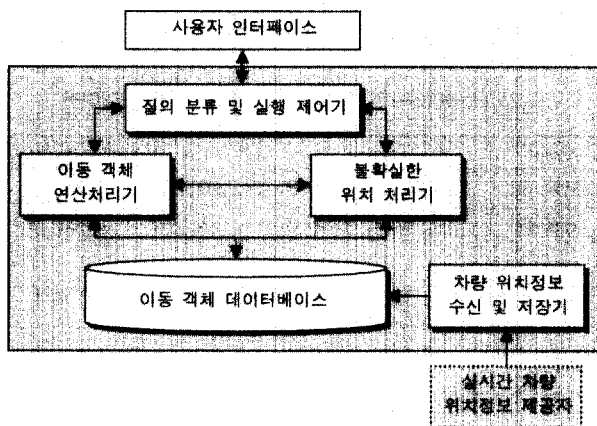 사용자 인터페이스
질의 분류 및 실행 제어기
이동 객체
연산처리기
불확실한
위치 처리기
이동 객체 데이터베이스
차량 위치정보
수신 및 저장기
실시간 차량
위치정보 제공자